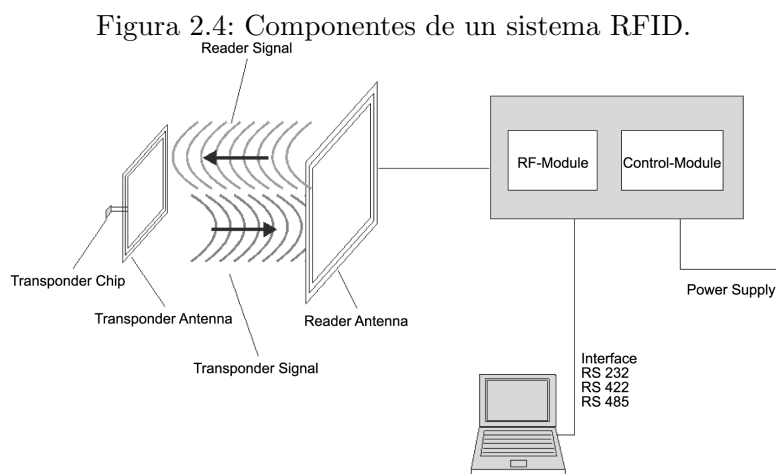 Figura 2.4: Componentes de un sistema RFID.
Reader Signal
RF-Module
Control-Module
Transponder Chip
Power Supply
Transponder Antenna
Reader Antenna
Transponder Signal
Interface
RS 232
RS 422
RS 485